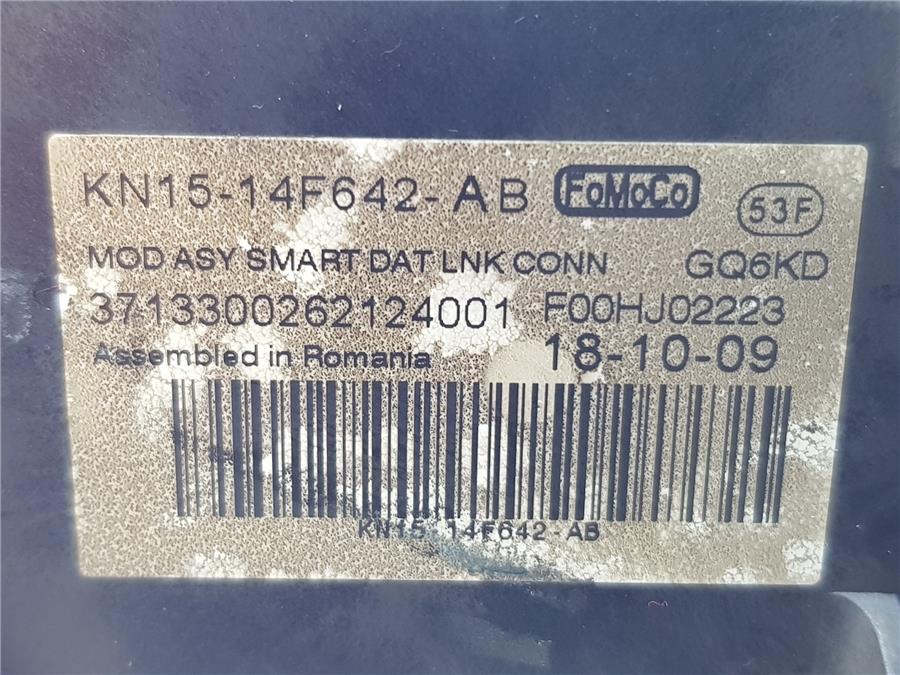 KN15-14F642-AB FoMoCo
53F
MOD ASY SMART DAT LNK CONN GQ6KD
3713300262124001 F00HJ02223
Assembled in Romania 18-10-09
KN15-14F642-AB